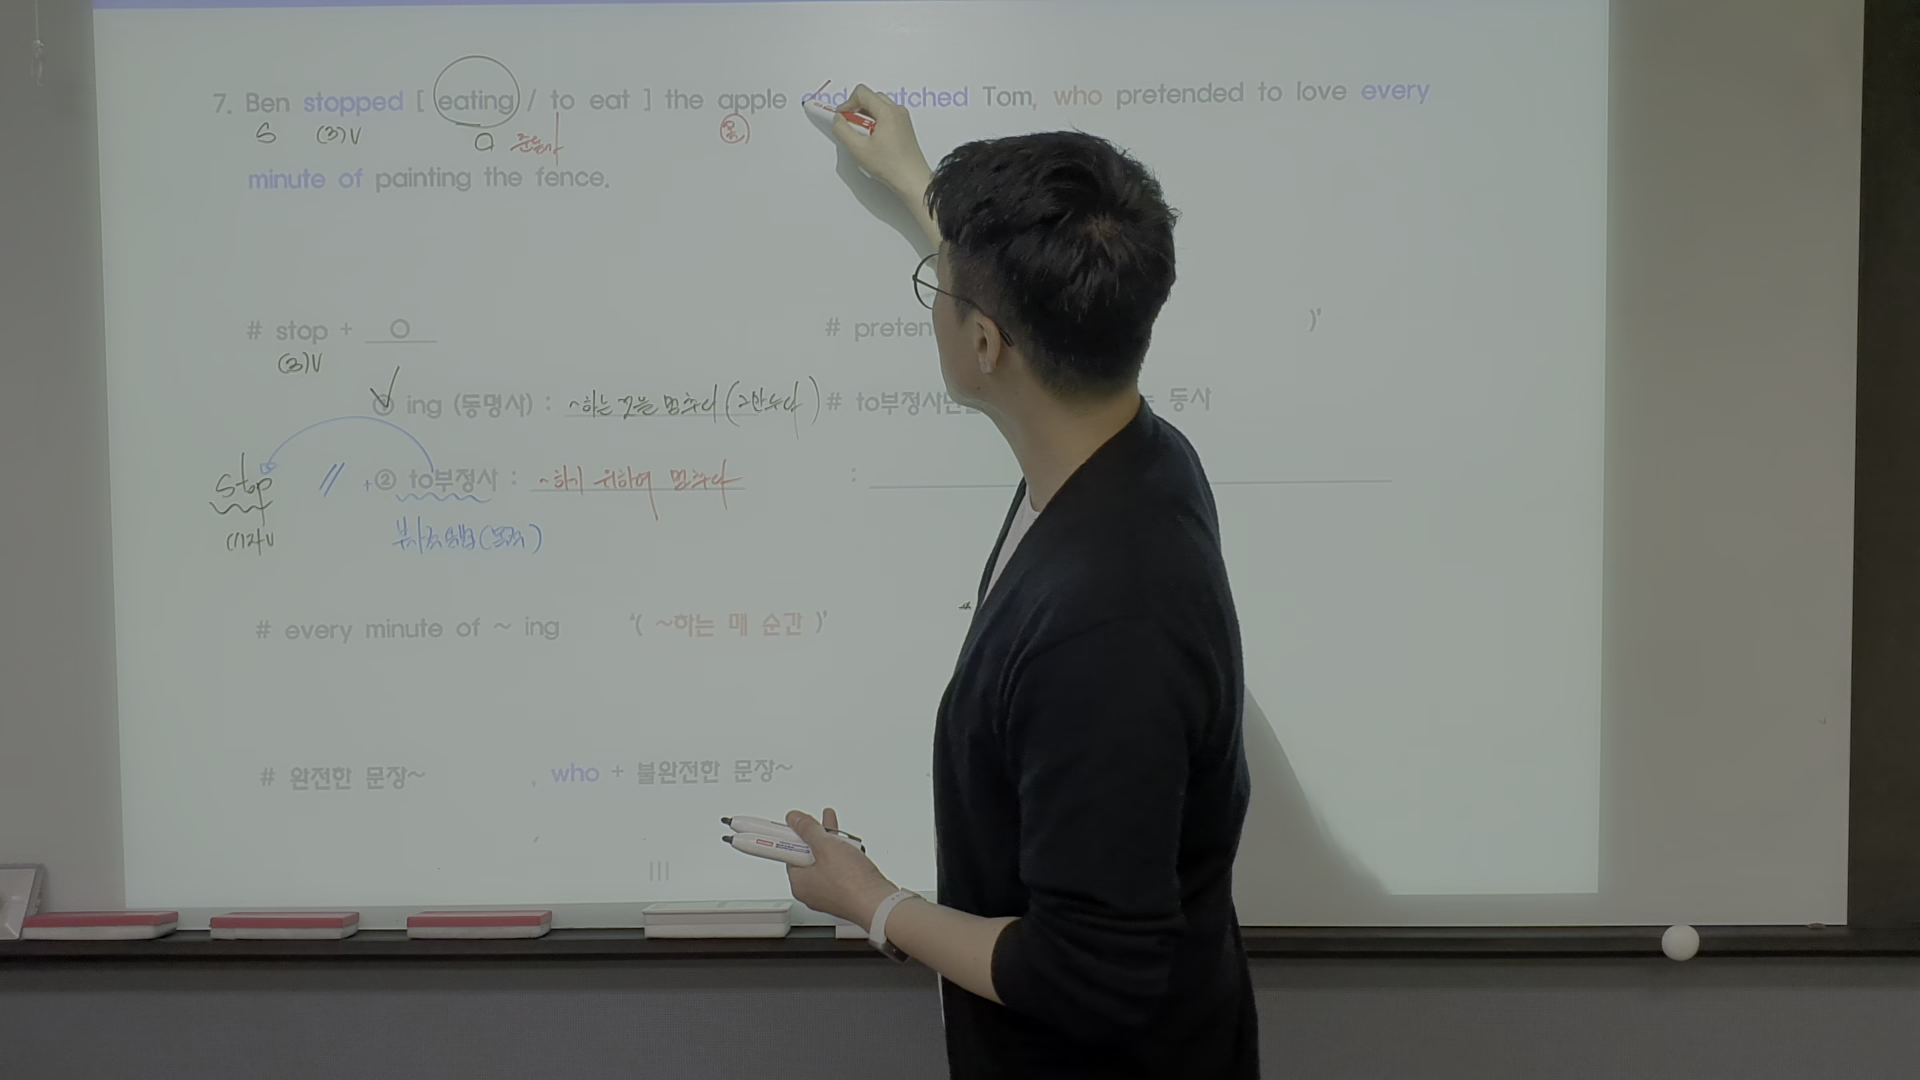 7. Ben stopped [ eating / to eat ] the apple and watched Tom, who pretended to love every
S (3)V O 준동사 목)
minute of painting the fence.
# stop + O
(3)V
# preten )’
ing (동명사) : ~하는 것을 멈추다 (그만두다)
# to부정사 동사
stop // + ② to부정사 : ~하기 위하여 멈추다
:
(1)V
# every minute of ~ ing ‘( ~하는 매 순간 )’
# 완전한 문장~ , who + 불완전한 문장~